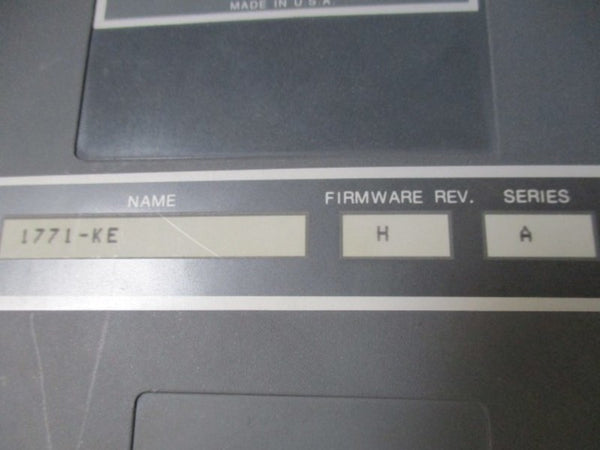 MADE IN U.S.A.
NAME FIRMWARE REV. SERIES
1771-KE H A